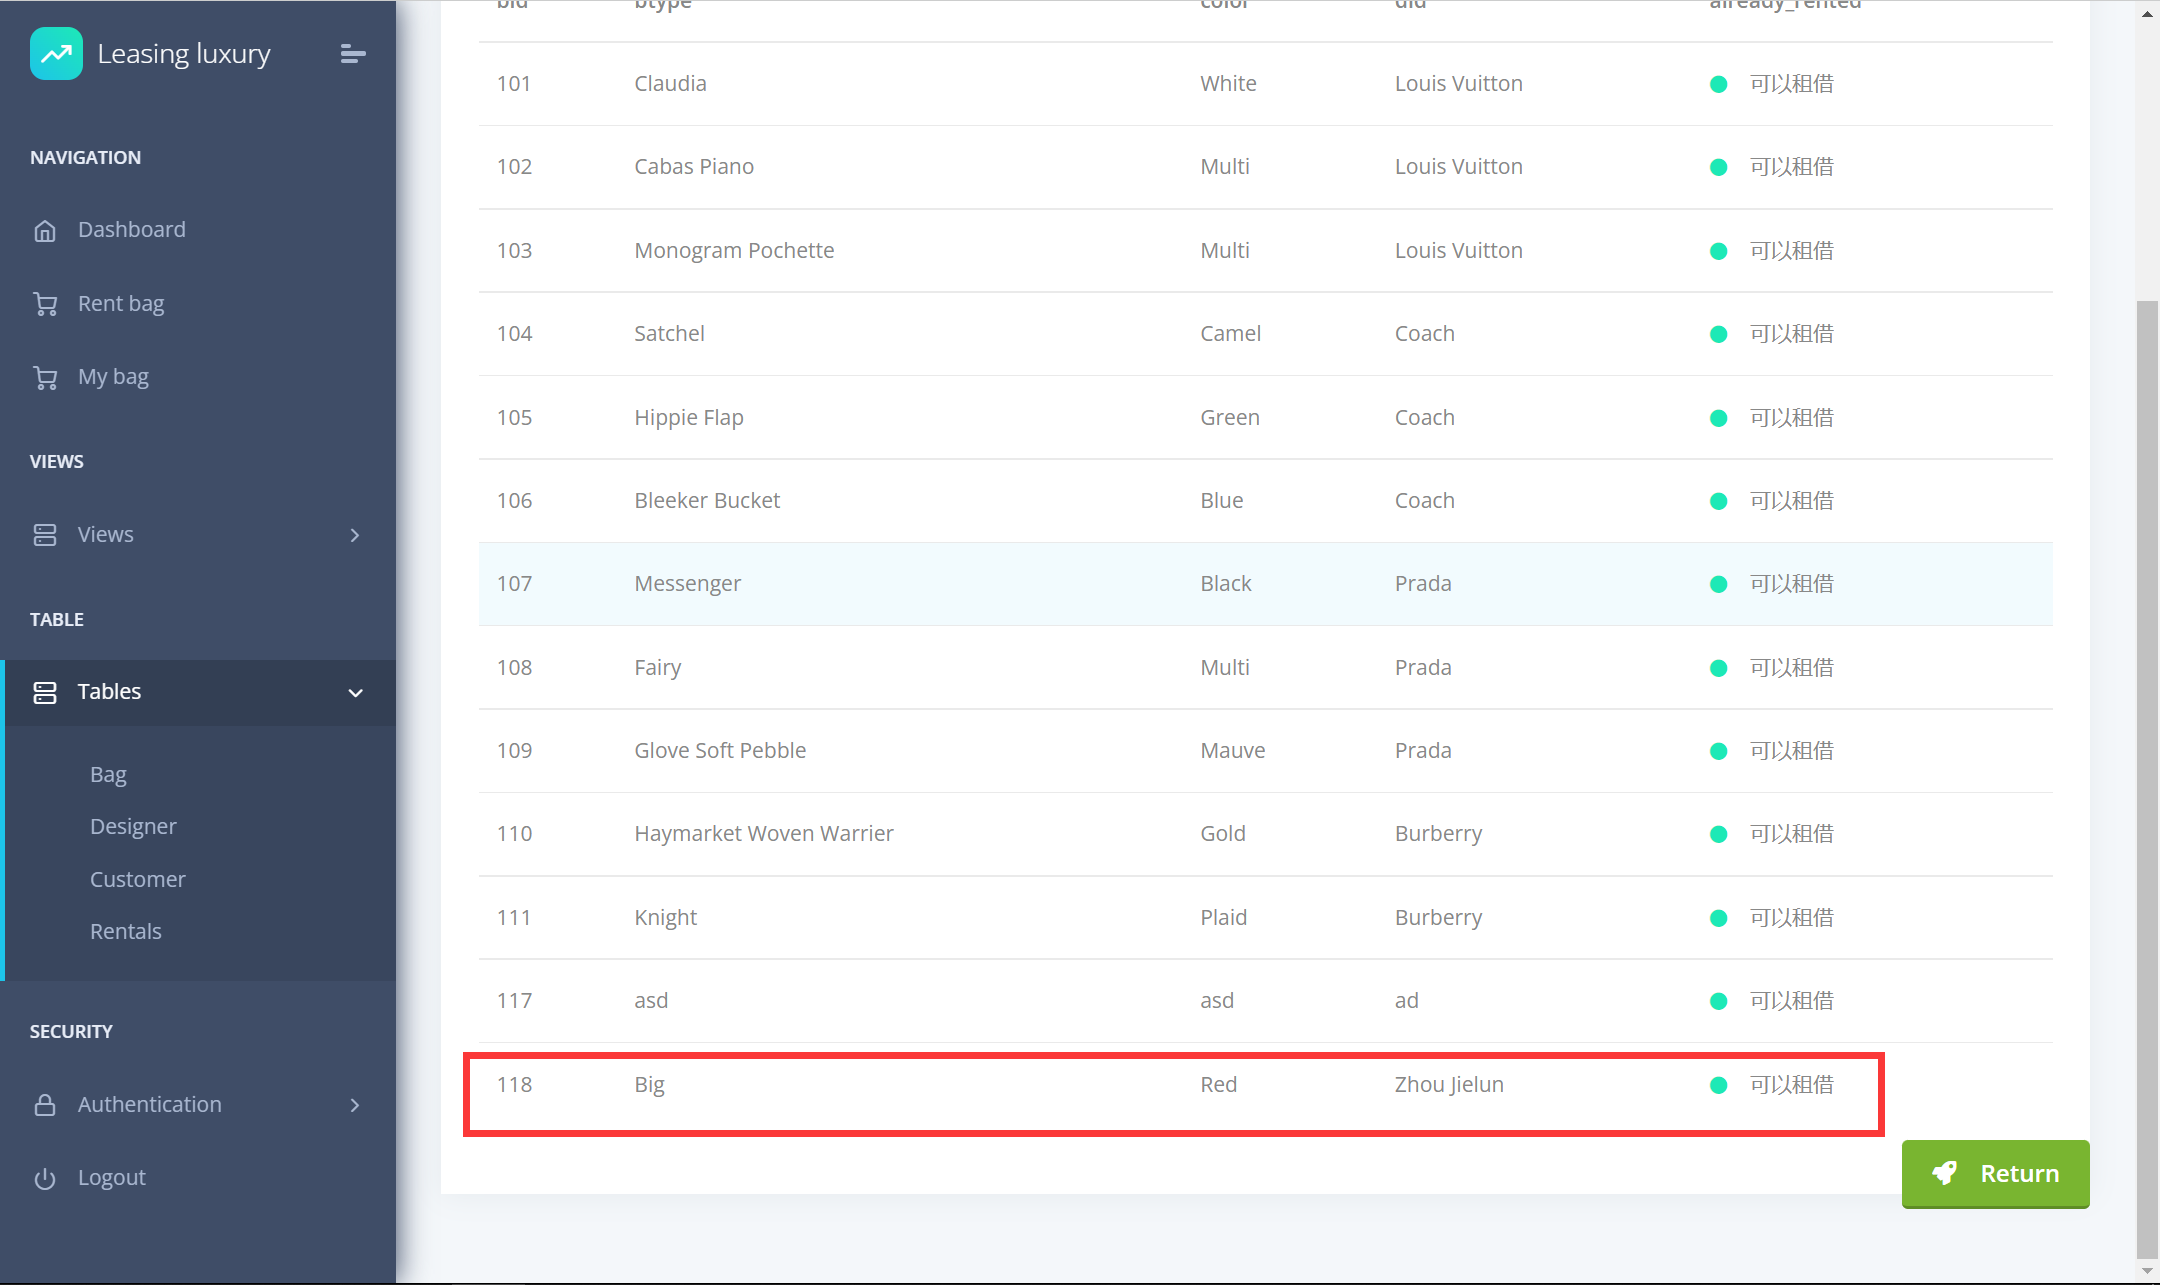 Leasing luxury
NAVIGATION
Dashboard
Rent bag
My bag
VIEWS
Views
TABLE
Tables
Bag
Designer
Customer
Rentals
SECURITY
Authentication
Logout
bid btype color did already_rented
101 Claudia White Louis Vuitton 可以租借
102 Cabas Piano Multi Louis Vuitton 可以租借
103 Monogram Pochette Multi Louis Vuitton 可以租借
104 Satchel Camel Coach 可以租借
105 Hippie Flap Green Coach 可以租借
106 Bleeker Bucket Blue Coach 可以租借
107 Messenger Black Prada 可以租借
108 Fairy Multi Prada 可以租借
109 Glove Soft Pebble Mauve Prada 可以租借
110 Haymarket Woven Warrier Gold Burberry 可以租借
111 Knight Plaid Burberry 可以租借
117 asd asd ad 可以租借
118 Big Red Zhou Jielun 可以租借
Return